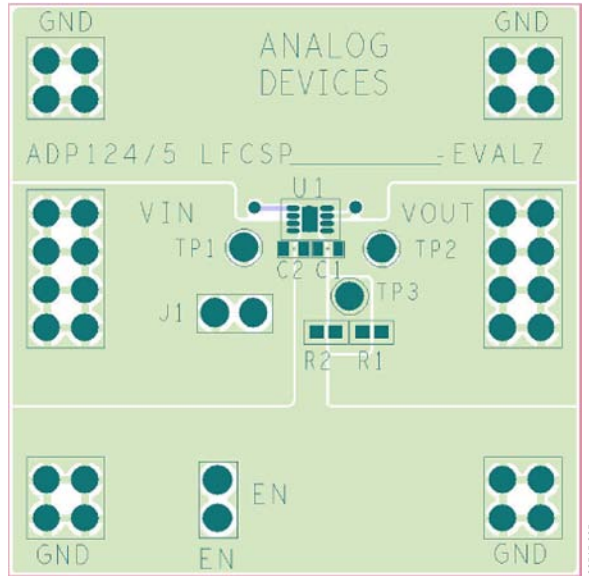 GND
GND
ANALOG
DEVICES
ADP124/5 LFCSP__________-EVALZ
U1
VIN
VOUT
TP1
TP2
C2 C1
TP3
J1
R2 R1
EN
GND
EN
GND